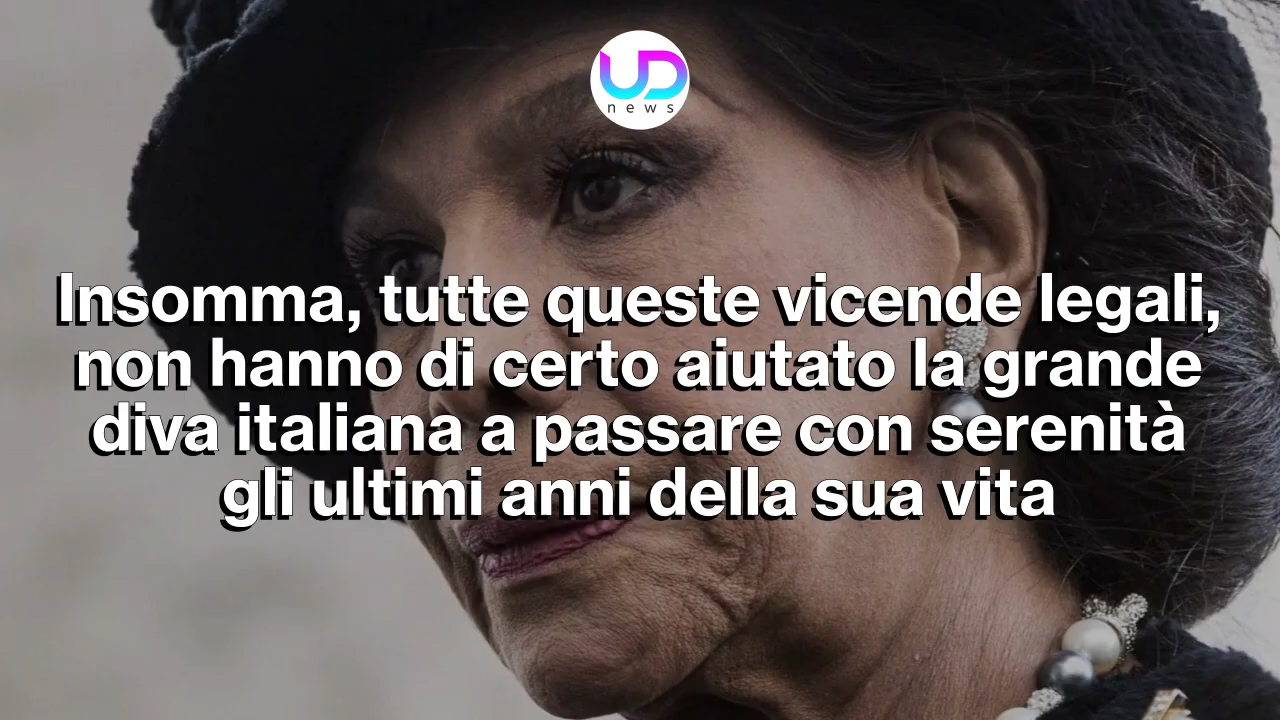 UD
news
Insomma, tutte queste vicende legali,
non hanno di certo aiutato la grande
diva italiana a passare con serenità
gli ultimi anni della sua vita